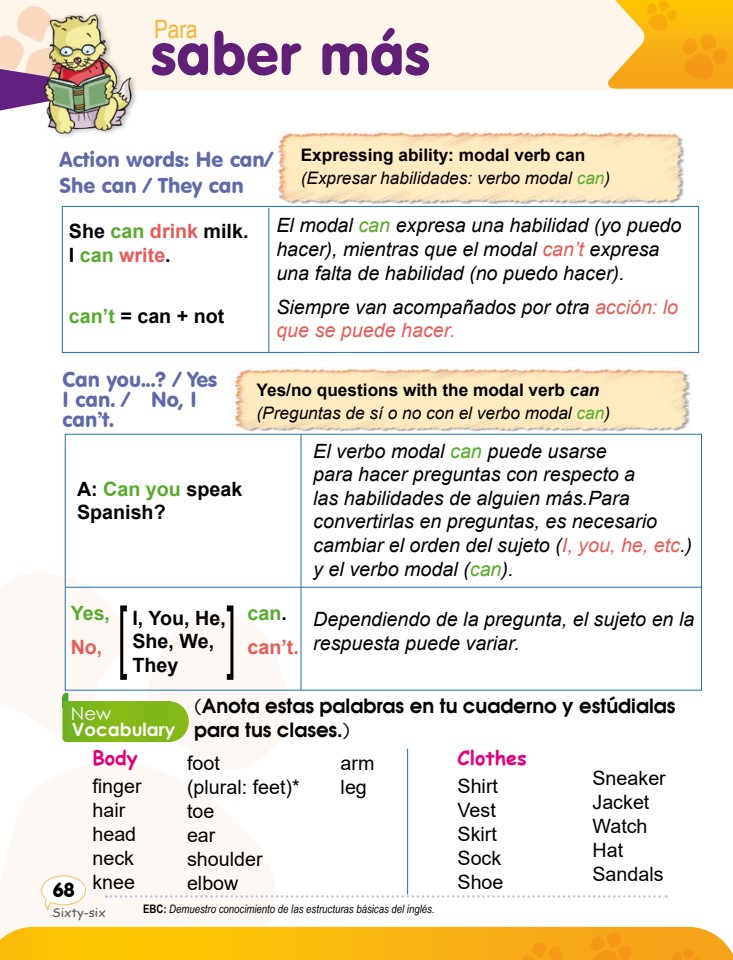 Para
saber más
Action words: He can/
She can / They can
Expressing ability: modal verb can
(Expresar habilidades: verbo modal can)
She can drink milk.
I can write.
can't = can + not
El modal can expresa una habilidad (yo puedo
hacer), mientras que el modal can't expresa
una falta de habilidad (no puedo hacer).
Siempre van acompañados por otra acción: lo
que se puede hacer.
Can you...? / Yes
I can. / No, I
can't.
Yes/no questions with the modal verb can
(Preguntas de sí o no con el verbo modal can)
A: Can you speak
Spanish?
El verbo modal can puede usarse
para hacer preguntas con respecto a
las habilidades de alguien más.Para
convertirlas en preguntas, es necesario
cambiar el orden del sujeto (I, you, he, etc.)
y el verbo modal (can).
Yes,
No,
I, You, He,
She, We,
They
can.
can't.
Dependiendo de la pregunta, el sujeto en la
respuesta puede variar.
New
Vocabulary
(Anota estas palabras en tu cuaderno y estúdialas
para tus clases.)
Body
finger
hair
head
neck
knee
foot
(plural: feet)*
toe
ear
shoulder
elbow
arm
leg
Clothes
Shirt
Vest
Skirt
Sock
Shoe
Sneaker
Jacket
Watch
Hat
Sandals
68
Sixty-six
EBC: Demuestro conocimiento de las estructuras básicas del inglés.